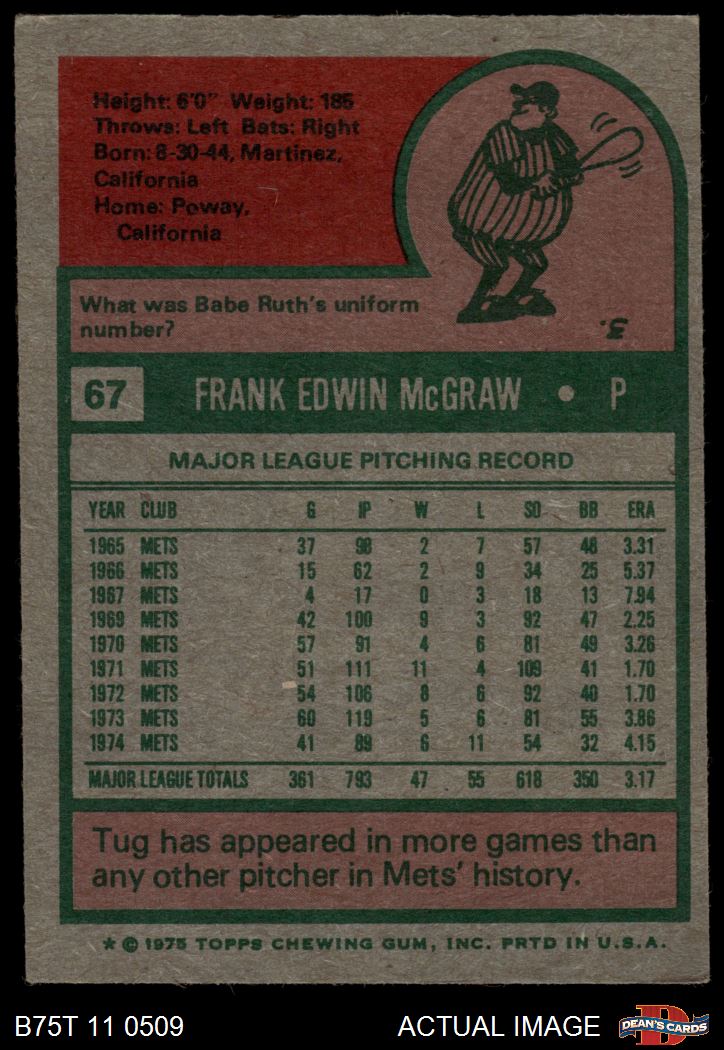 Height: 6'0" Weight: 185
Throws: Left Bats: Right
Born: 8-30-44, Martinez,
California
Home: Poway,
California
What was Babe Ruth's uniform
number?
3.
67 FRANK EDWIN McGRAW • P
MAJOR LEAGUE PITCHING RECORD
YEAR CLUB G IP W L SO BB ERA
1965 METS 37 98 2 7 57 48 3.31
1966 METS 15 62 2 9 34 25 5.37
1967 METS 4 17 0 3 18 13 7.94
1969 METS 42 100 9 3 92 47 2.25
1970 METS 57 91 4 6 81 49 3.26
1971 METS 51 111 11 4 109 41 1.70
1972 METS 54 106 8 6 92 40 1.70
1973 METS 60 119 5 6 81 55 3.86
1974 METS 41 89 6 11 54 32 4.15
MAJOR LEAGUE TOTALS 361 793 47 55 618 350 3.17
Tug has appeared in more games than
any other pitcher in Mets' history.
* © 1975 TOPPS CHEWING GUM, INC. PRTD IN U.S.A.
B75T 11 0509 ACTUAL IMAGE D DEAN'S CARDS